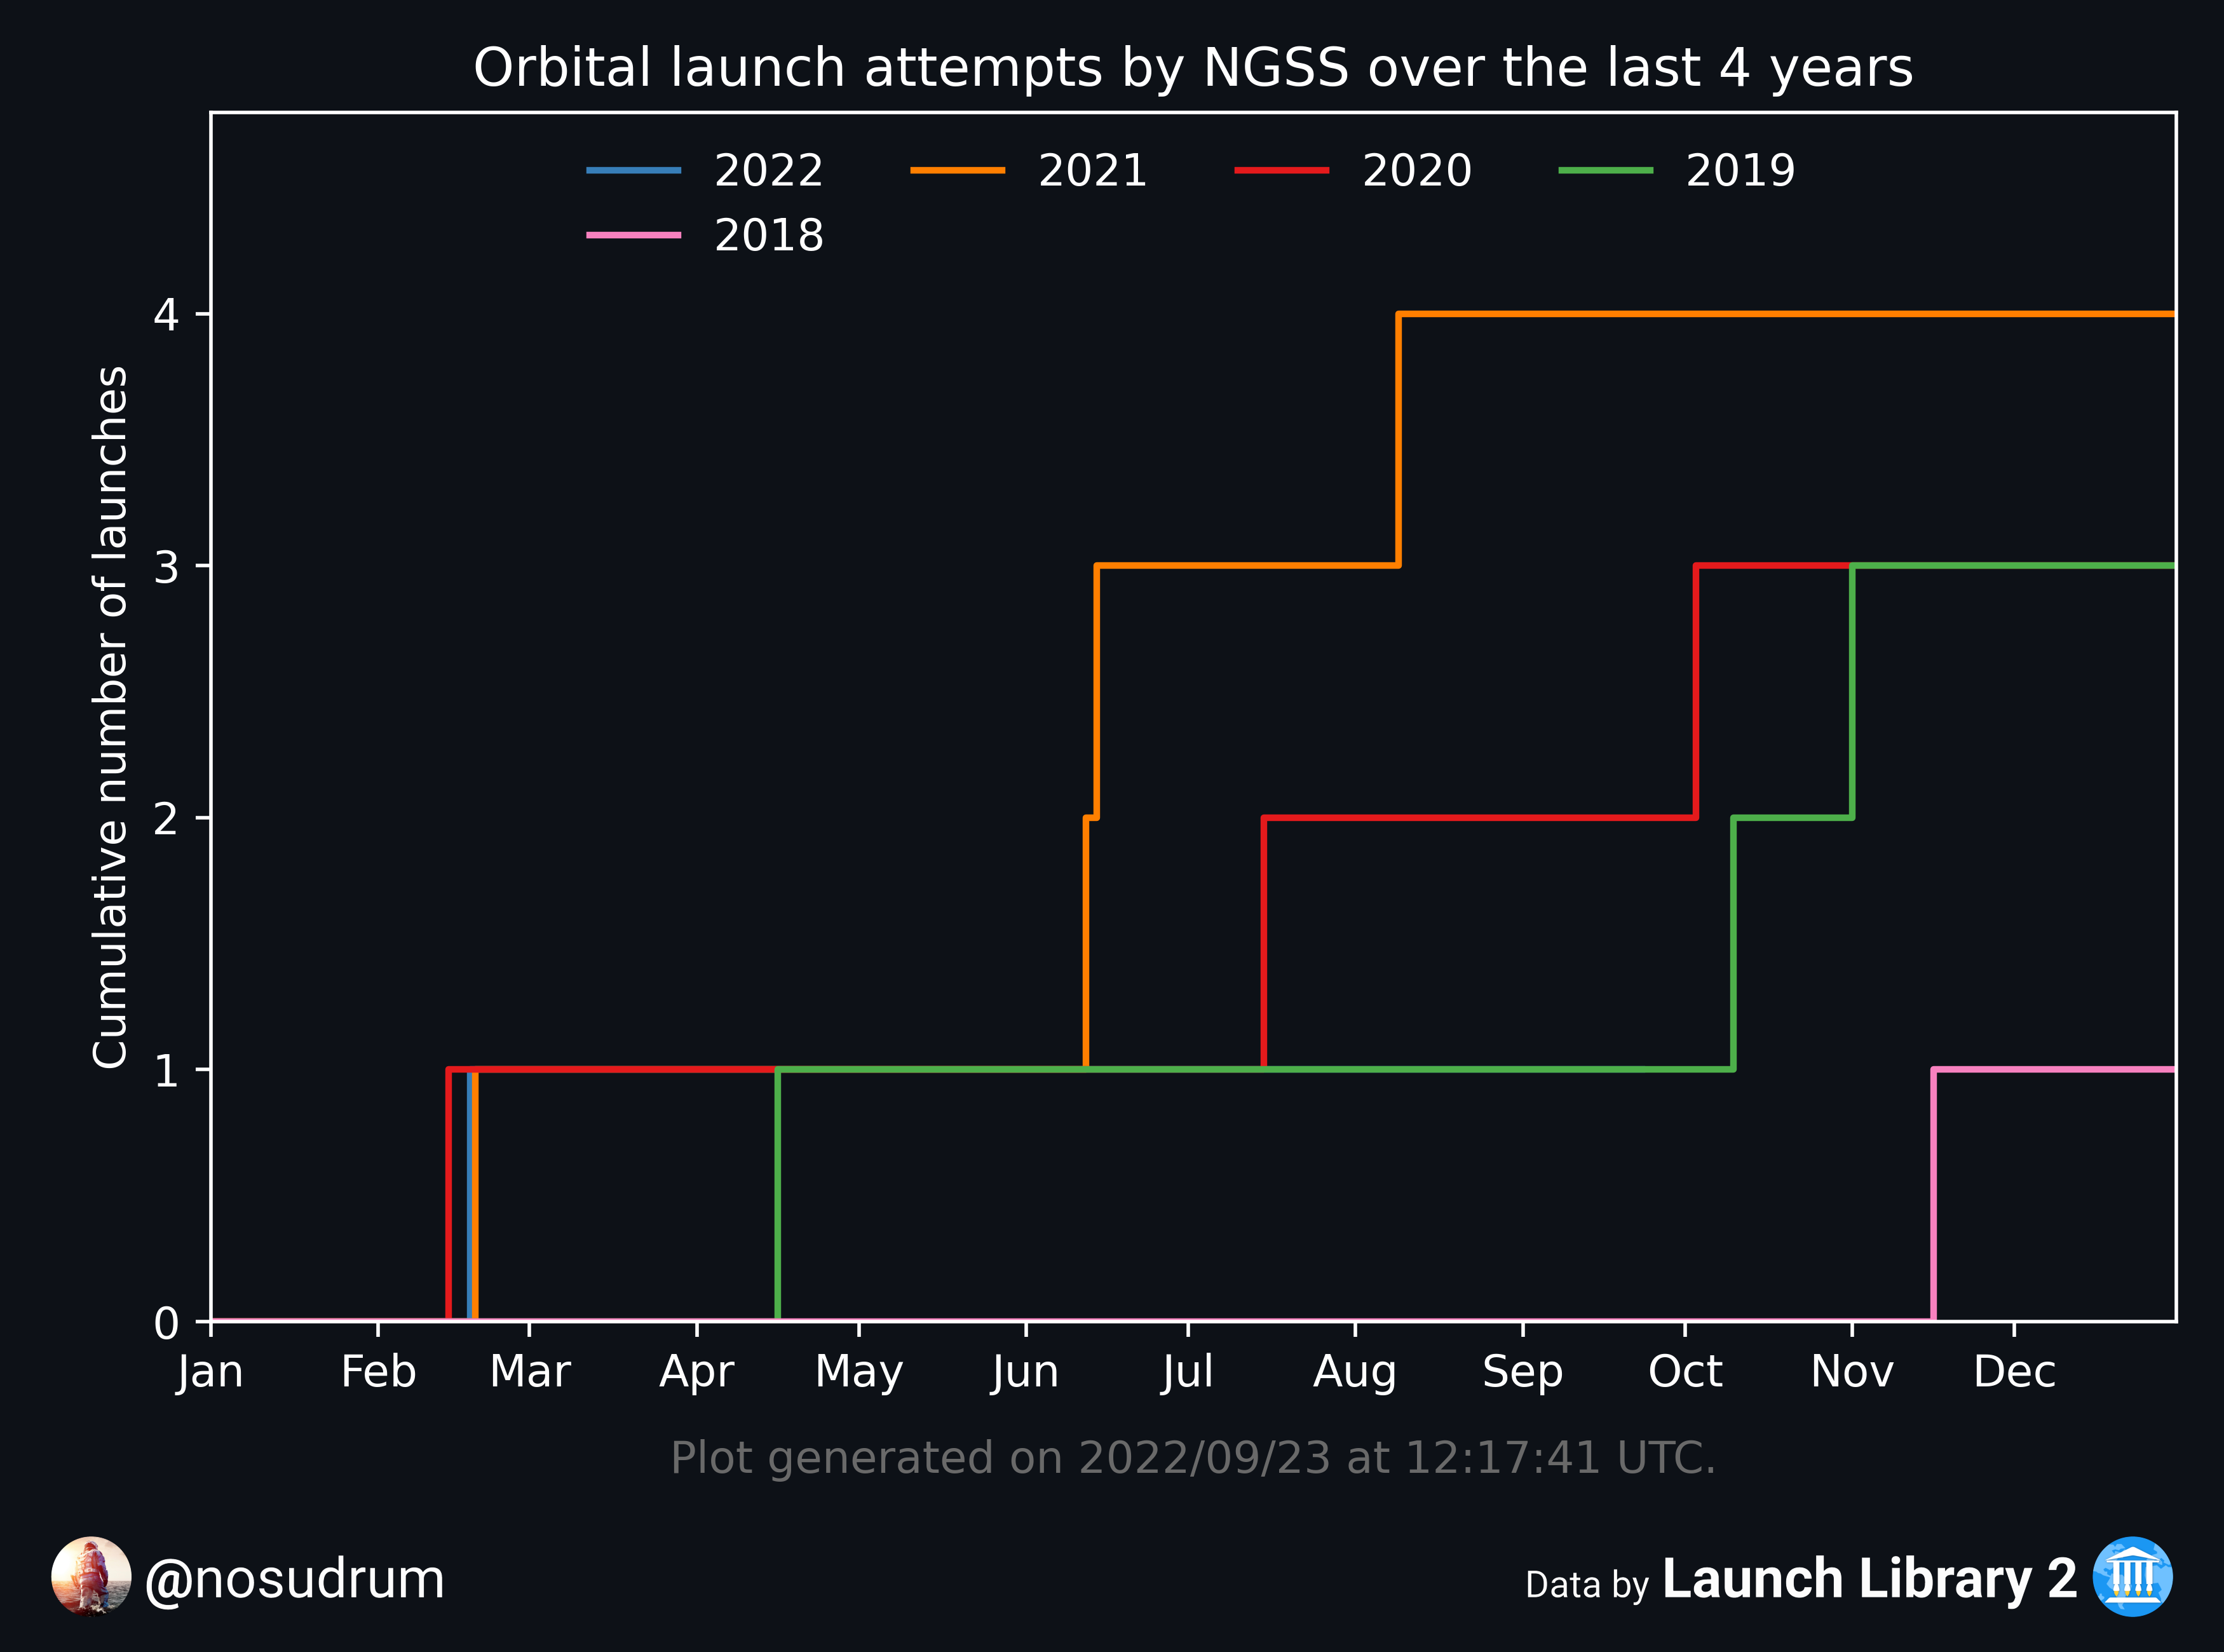 Orbital launch attempts by NGSS over the last 4 years
2022 2021 2020 2019
2018
Cumulative number of launches
4
3
2
1
0
Jan Feb Mar Apr May Jun Jul Aug Sep Oct Nov Dec
Plot generated on 2022/09/23 at 12:17:41 UTC.
@nosudrum
Data by Launch Library 2